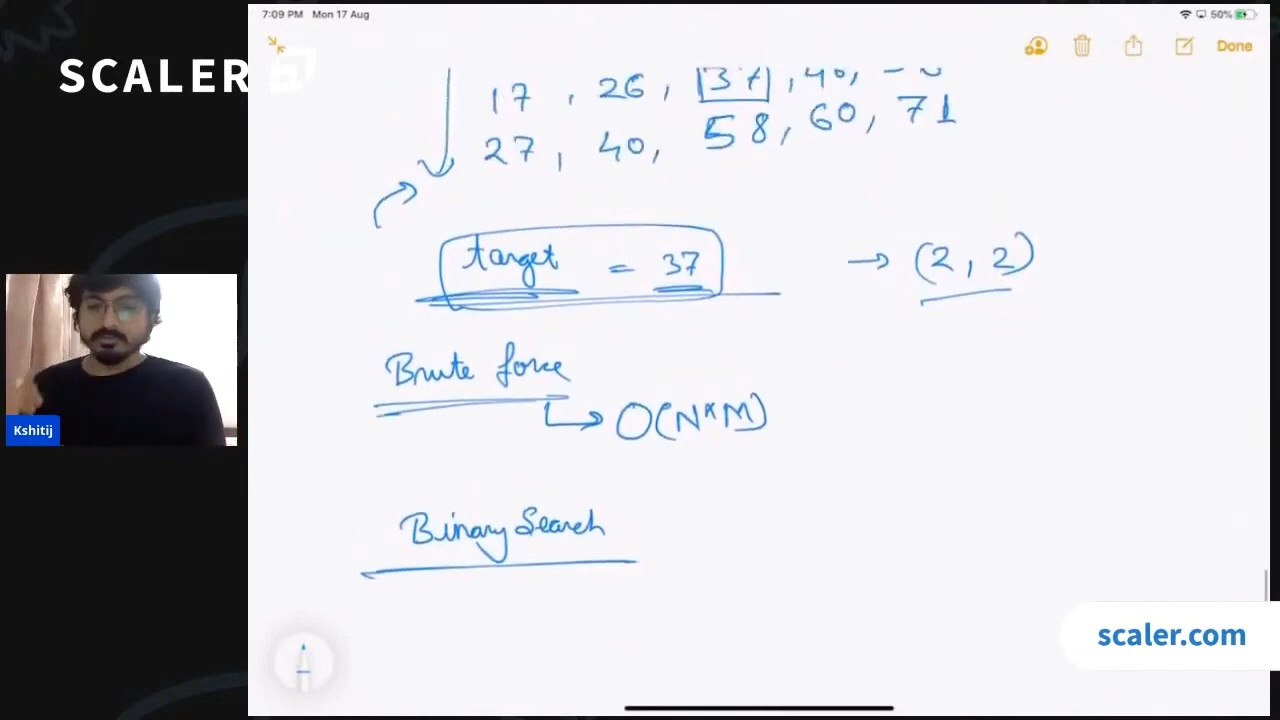 7:09 PM Mon 17 Aug
50%
SCALER
Done
17, 26, 37, 40,
27, 40, 58, 60, 71
target = 37 → (2, 2)
Brute force
O(N*M)
Kshitij
Binary Search
scaler.com